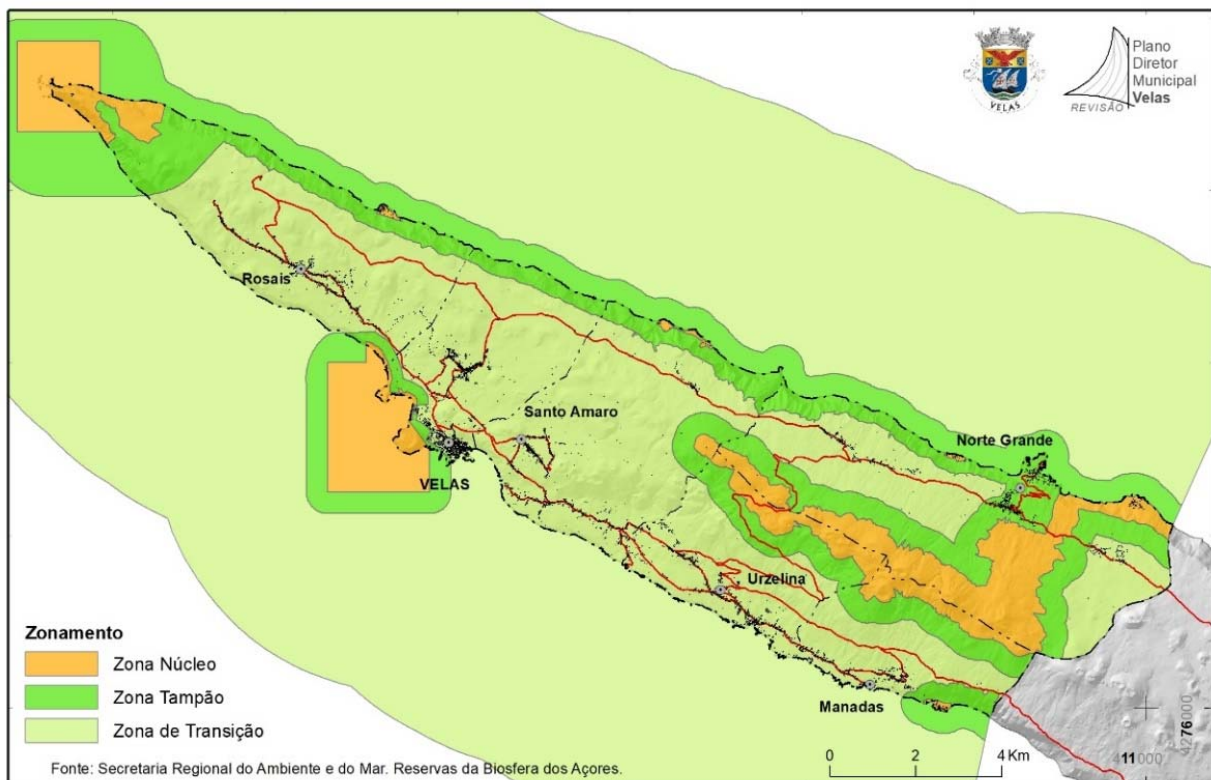 VELAS
Plano
Diretor
Municipal
Velas
REVISÃO
Rosais
Santo Amaro
VELAS
Norte Grande
Urzelina
Manadas
Zonamento
Zona Núcleo
Zona Tampão
Zona de Transição
0 2 4 Km
411000
4276000
Fonte: Secretaria Regional do Ambiente e do Mar. Reservas da Biosfera dos Açores.